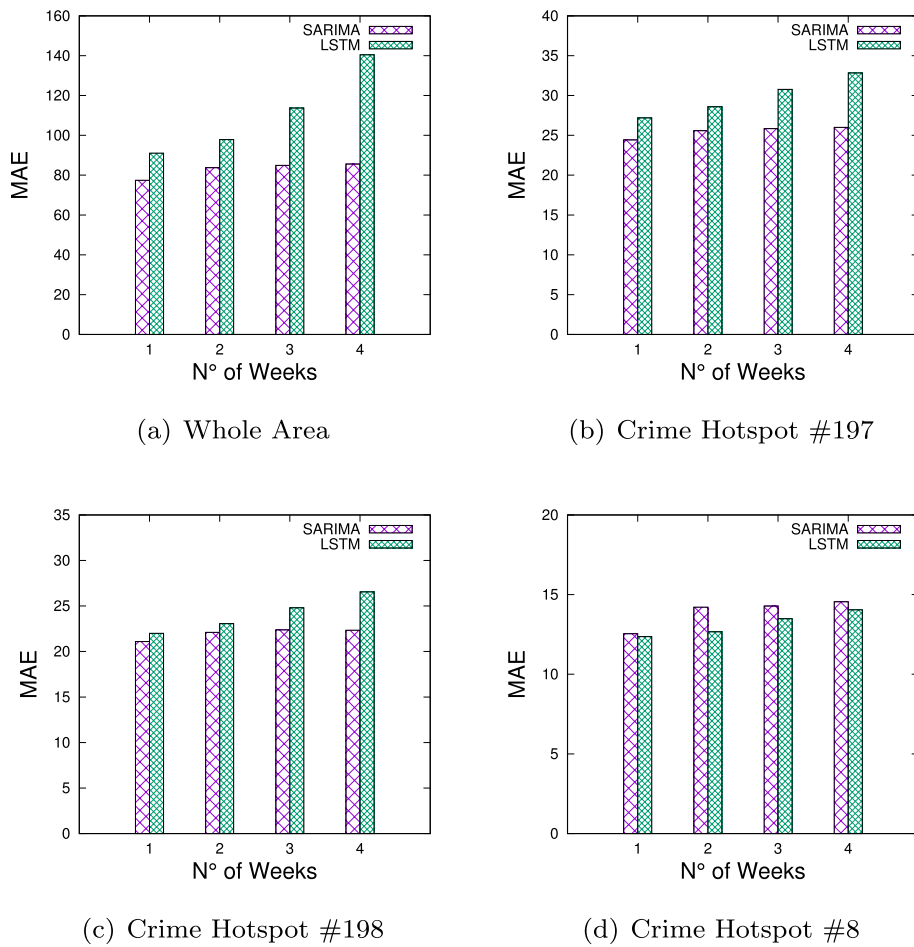 160
140
120
100
80
60
40
20
0
MAE
SARIMA
LSTM
1 2 3 4
N° of Weeks
(a) Whole Area
40
35
30
25
20
15
10
5
0
MAE
SARIMA
LSTM
1 2 3 4
N° of Weeks
(b) Crime Hotspot #197
35
30
25
20
15
10
5
0
MAE
SARIMA
LSTM
1 2 3 4
N° of Weeks
(c) Crime Hotspot #198
20
15
10
5
0
MAE
SARIMA
LSTM
1 2 3 4
N° of Weeks
(d) Crime Hotspot #8